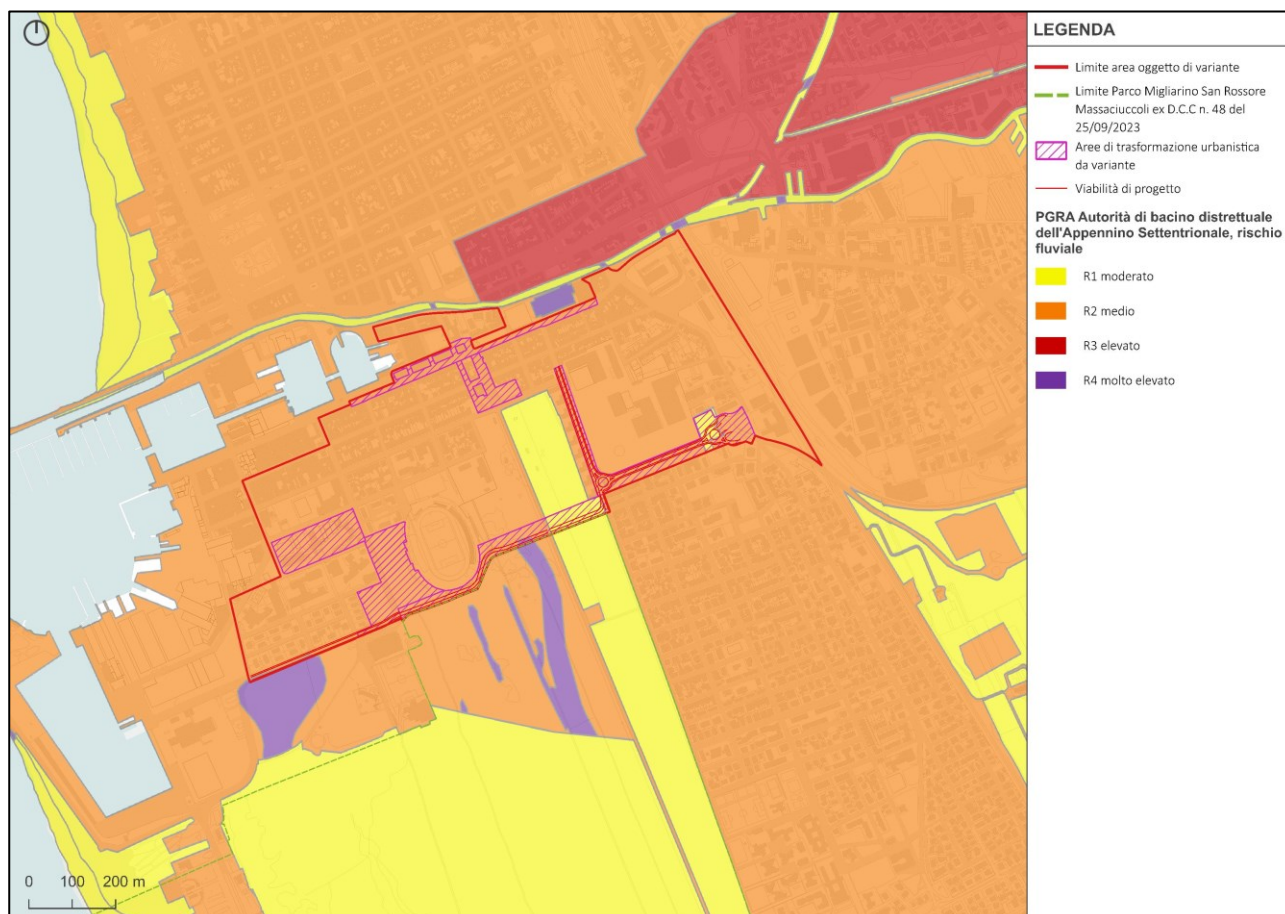 LEGENDA
Limite area oggetto di variante
Limite Parco Migliarino San Rossore
Massaciuccoli ex D.C.C n. 48 del
25/09/2023
Aree di trasformazione urbanistica
da variante
Viabilità di progetto
PGRA Autorità di bacino distrettuale
dell'Appennino Settentrionale, rischio
fluviale
R1 moderato
R2 medio
R3 elevato
R4 molto elevato
0 100 200 m